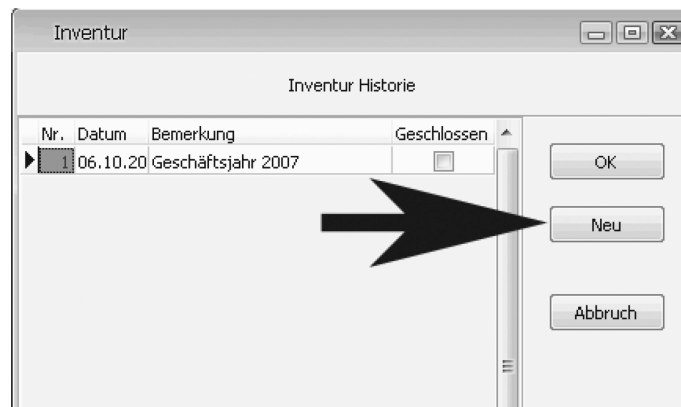 Inventur
Inventur Historie
Nr. Datum Bemerkung Geschlossen
1 06.10.20 Geschäftsjahr 2007
OK
Neu
Abbruch